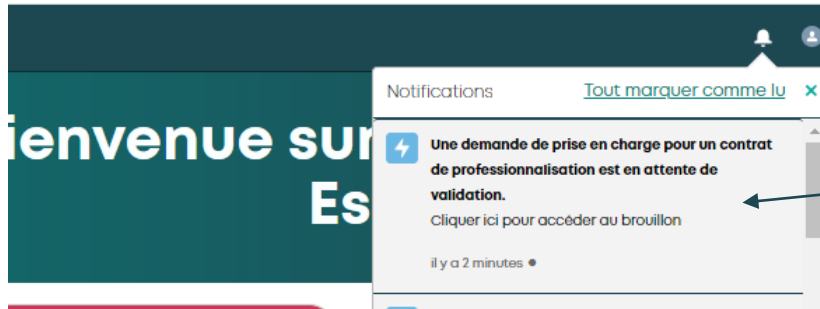 Notifications Tout marquer comme lu
ienvenue sur
Es
Une demande de prise en charge pour un contrat
de professionnalisation est en attente de
validation.
Cliquer ici pour accéder au brouillon
il y a 2 minutes